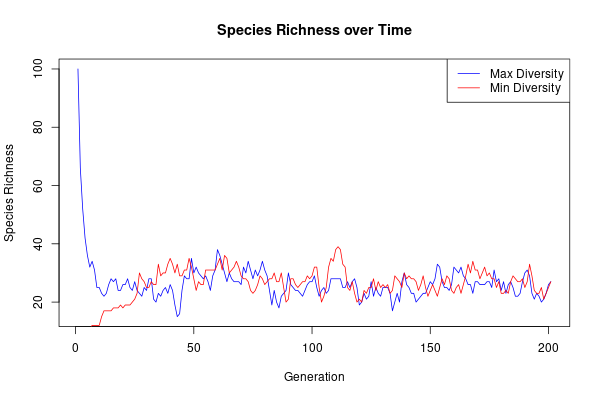 Species Richness over Time
Max Diversity
Min Diversity
Species Richness
100
80
60
40
20
0
50
100
150
200
Generation